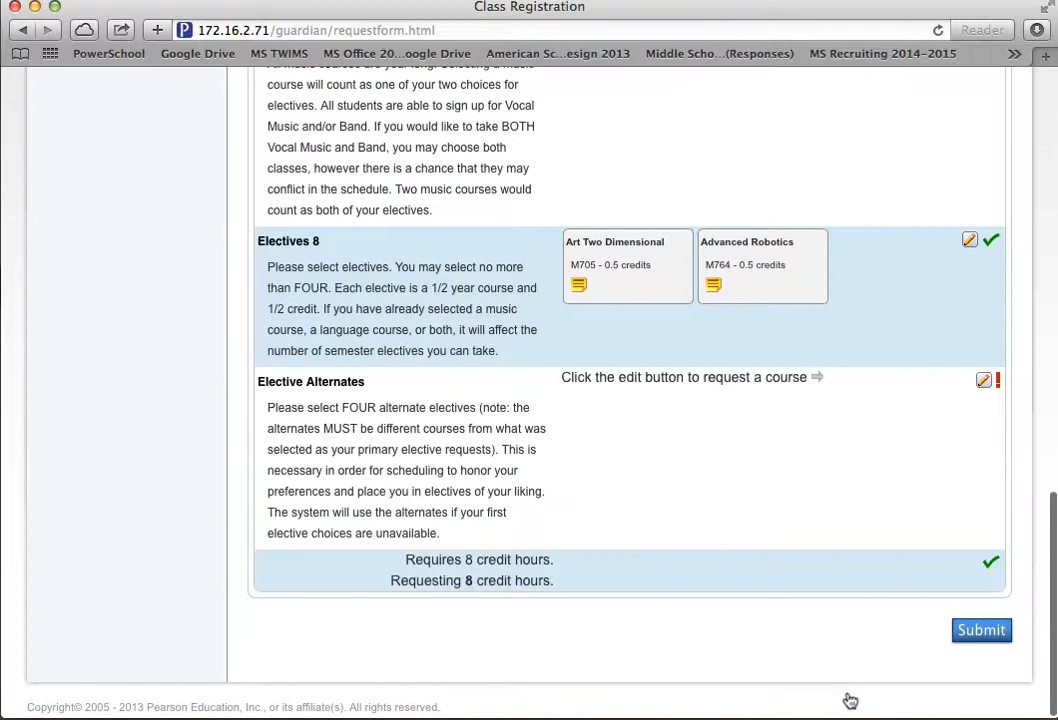 Class Registration
172.16.2.71/guardian/requestform.html
Reader
PowerSchool Google Drive MS TWIMS MS Office 20...oogle Drive American Sc...esign 2013 Middle Scho...(Responses) MS Recruiting 2014–2015
course will count as one of your two choices for
electives. All students are able to sign up for Vocal
Music and/or Band. If you would like to take BOTH
Vocal Music and Band, you may choose both
classes, however there is a chance that they may
conflict in the schedule. Two music courses would
count as both of your electives.
Electives 8
Please select electives. You may select no more
than FOUR. Each elective is a 1/2 year course and
1/2 credit. If you have already selected a music
course, a language course, or both, it will affect the
number of semester electives you can take.
Art Two Dimensional
M705 - 0.5 credits
Advanced Robotics
M764 - 0.5 credits
Elective Alternates
Click the edit button to request a course
Please select FOUR alternate electives (note: the
alternates MUST be different courses from what was
selected as your primary elective requests). This is
necessary in order for scheduling to honor your
preferences and place you in electives of your liking.
The system will use the alternates if your first
elective choices are unavailable.
Requires 8 credit hours.
Requesting 8 credit hours.
Submit
Copyright© 2005 - 2013 Pearson Education, Inc., or its affiliate(s). All rights reserved.